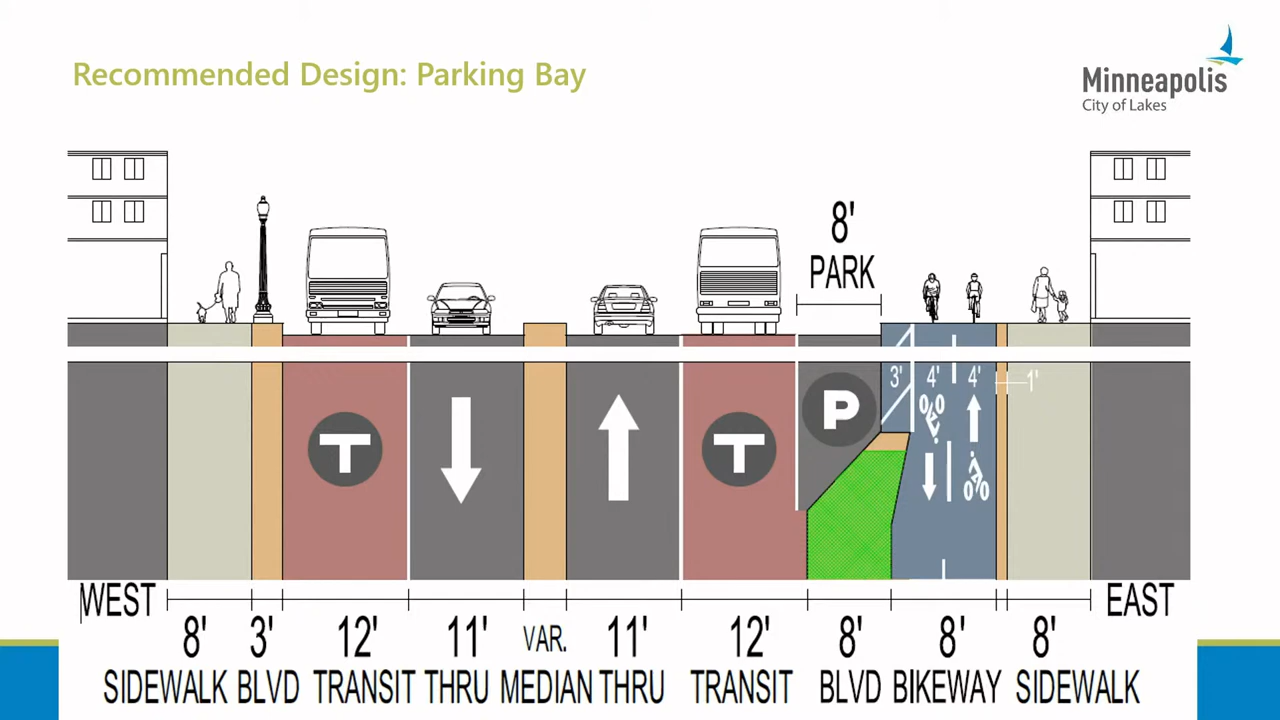 Recommended Design: Parking Bay
Minneapolis
City of Lakes
8'
PARK
3' 4' 4' 1'
P
T T
WEST EAST
8' 3' 12' 11' VAR. 11' 12' 8' 8' 8'
SIDEWALK BLVD TRANSIT THRU MEDIAN THRU TRANSIT BLVD BIKEWAY SIDEWALK